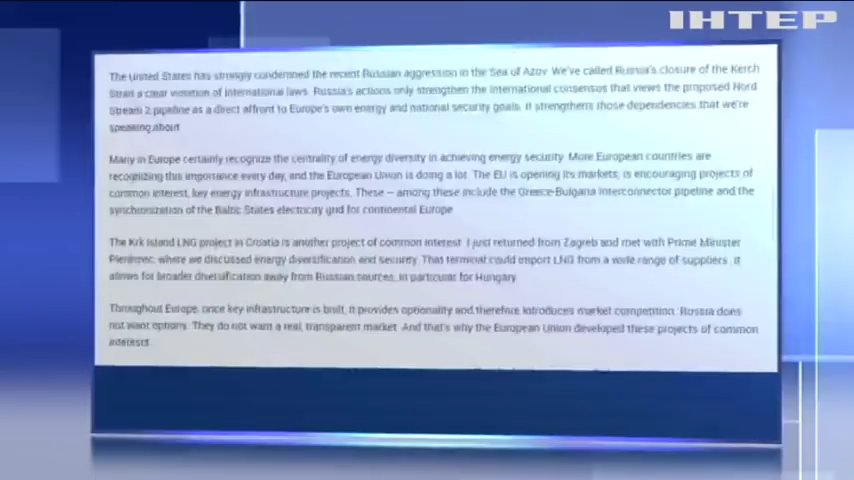 ІНТЕР
The United States has strongly condemned the recent Russian aggression in the Sea of Azov. We've called Russia's closure of the Kerch
Strait a clear violation of international laws. Russia's actions only strengthen the international consensus that views the proposed Nord
Stream 2 pipeline as a direct affront to Europe's own energy and national security goals. It strengthens those dependencies that we're
speaking about.
Many in Europe certainly recognize the centrality of energy diversity in achieving energy security. More European countries are
recognizing this importance every day, and the European Union is doing a lot. The EU is opening its markets, is encouraging projects of
common interest, key energy infrastructure projects. These – among these include the Greece-Bulgaria Interconnector pipeline and the
synchronization of the Baltic States electricity grid for continental Europe.
The Krk Island LNG project in Croatia is another project of common interest. I just returned from Zagreb and met with Prime Minister
Plenkovic, where we discussed energy diversification and security. That terminal could import LNG from a wide range of suppliers. It
allows for broader diversification away from Russian sources, in particular for Hungary.
Throughout Europe, once key infrastructure is built, it provides optionality and therefore introduces market competition. Russia does
not want options. They do not want a real, transparent market. And that's why the European Union developed these projects of common
interests.